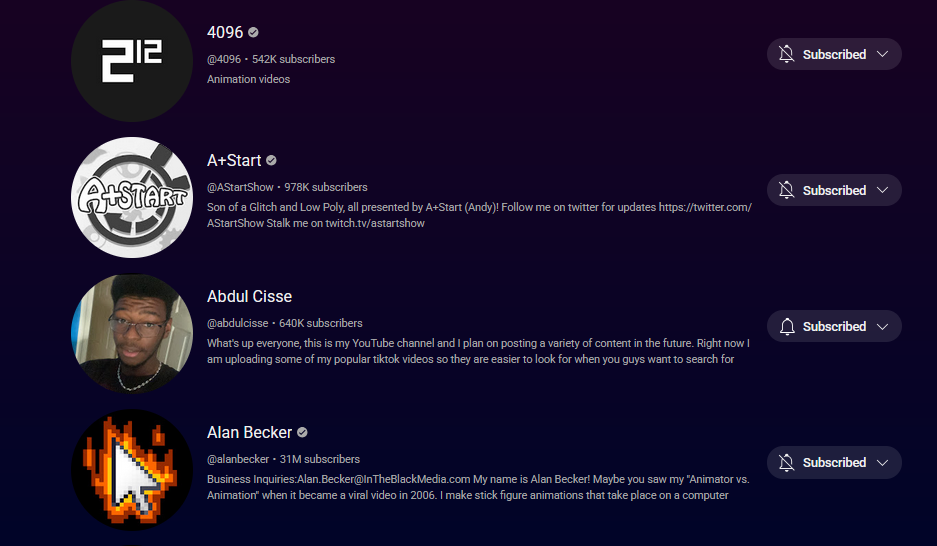 2¹²
4096
@4096 • 542K subscribers
Animation videos
Subscribed
A+START
A+Start
@AStartShow • 978K subscribers
Son of a Glitch and Low Poly, all presented by A+Start (Andy)! Follow me on twitter for updates https://twitter.com/
AStartShow Stalk me on twitch.tv/astartshow
Subscribed
Abdul Cisse
@abdulcisse • 640K subscribers
What's up everyone, this is my YouTube channel and I plan on posting a variety of content in the future. Right now I
am uploading some of my popular tiktok videos so they are easier to look for when you guys want to search for
Subscribed
Alan Becker
@alanbecker • 31M subscribers
Business Inquiries:Alan.Becker@InTheBlackMedia.com My name is Alan Becker! Maybe you saw my "Animator vs.
Animation" when it became a viral video in 2006. I make stick figure animations that take place on a computer
Subscribed